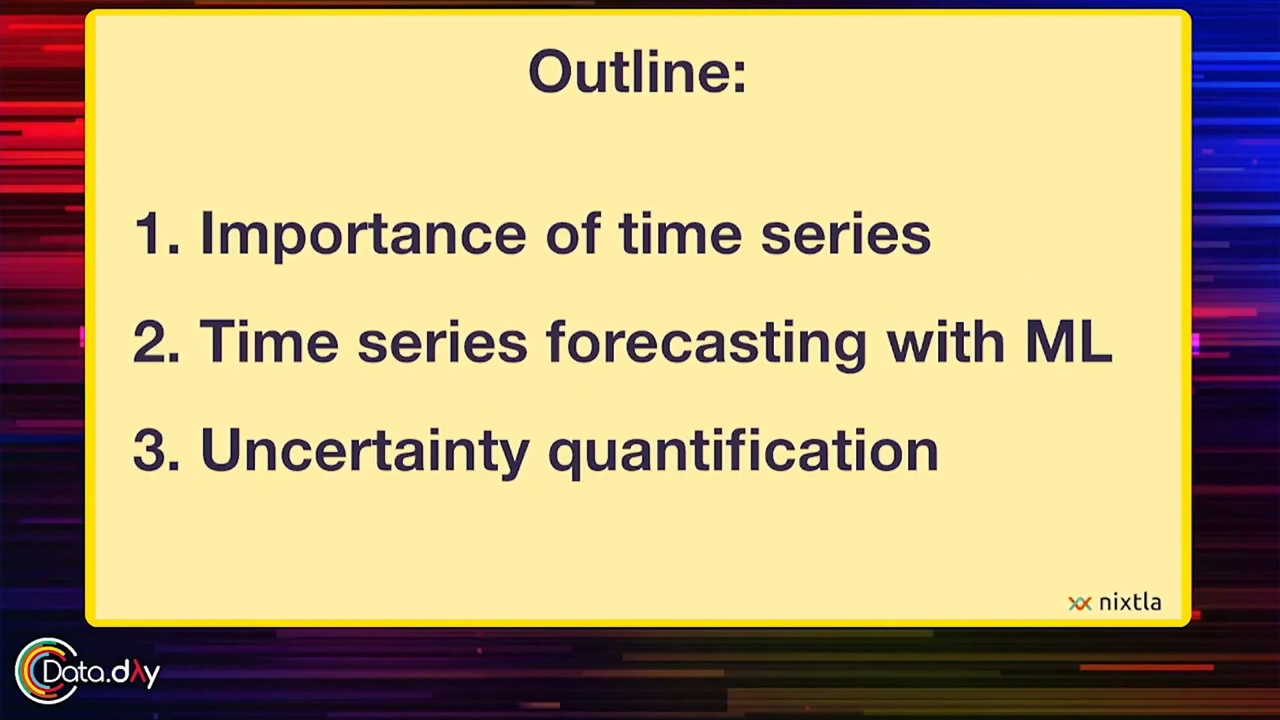 Outline:
1. Importance of time series
2. Time series forecasting with ML
3. Uncertainty quantification
nixtla
Data.dλy